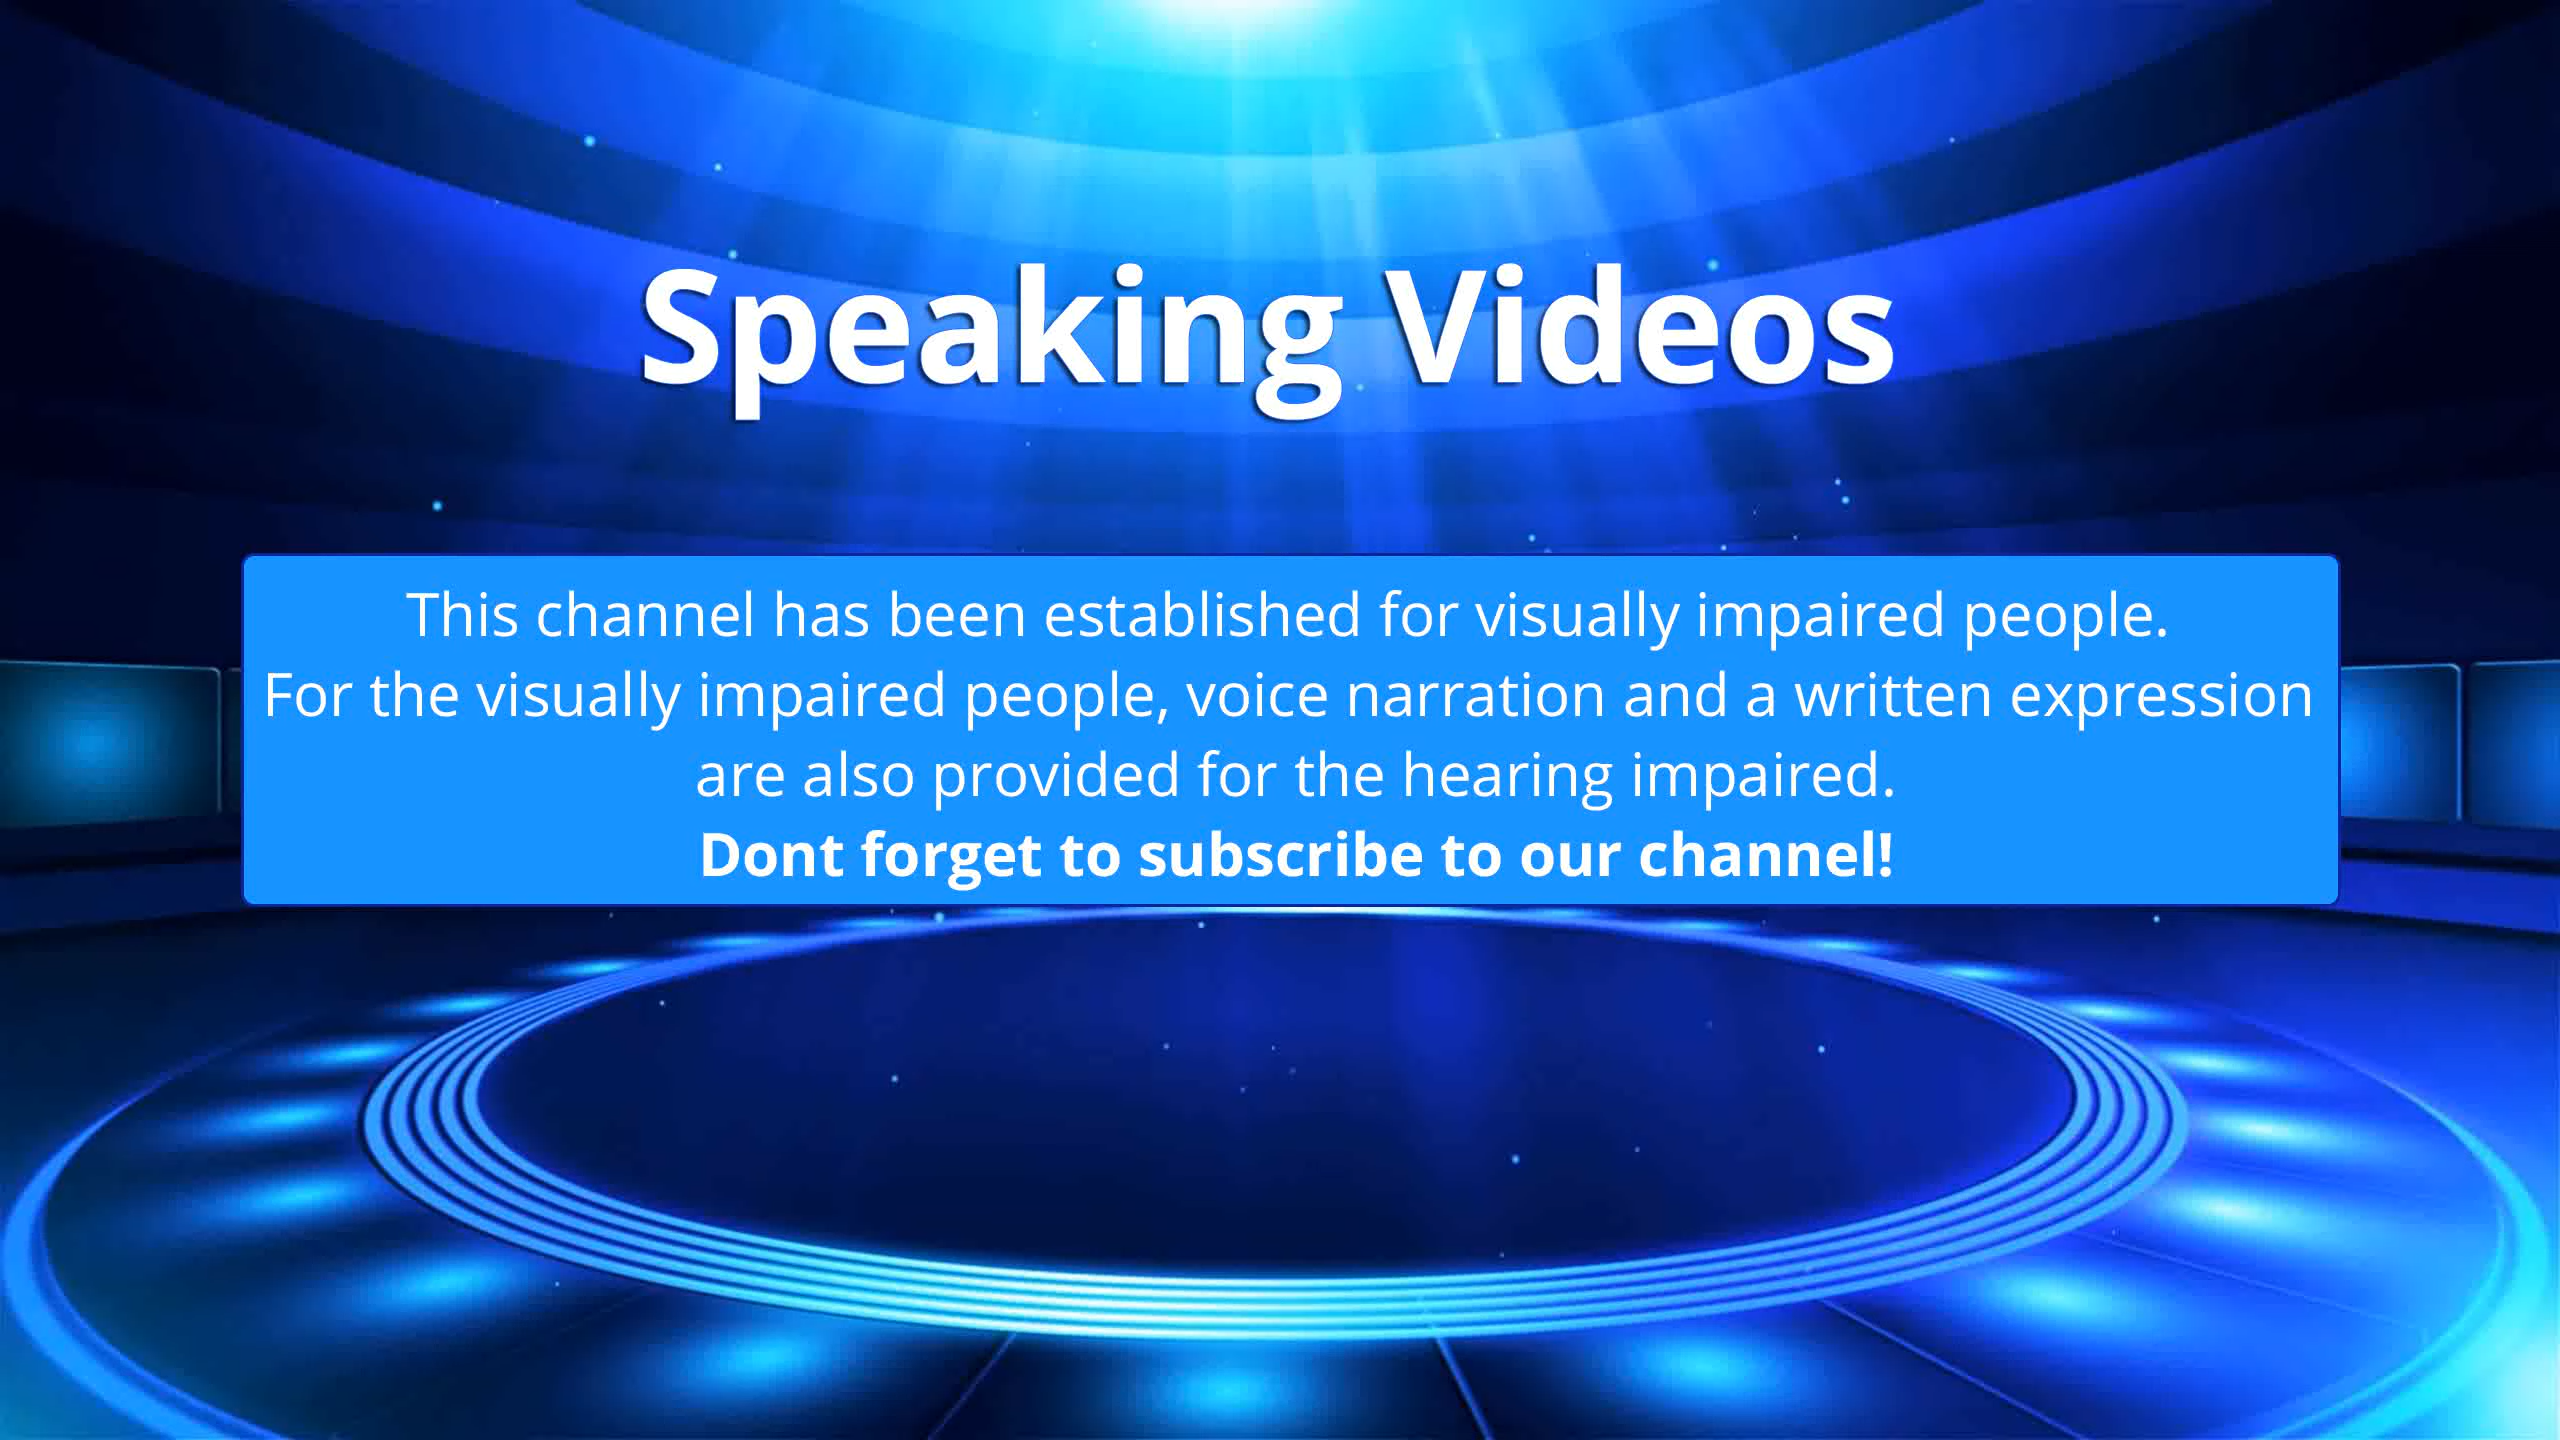 Speaking Videos
This channel has been established for visually impaired people.
For the visually impaired people, voice narration and a written expression
are also provided for the hearing impaired.
Dont forget to subscribe to our channel!